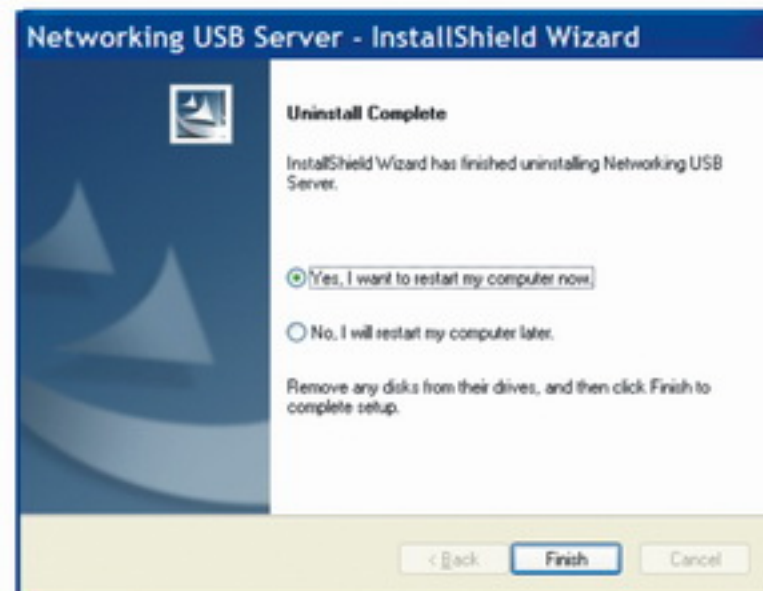 Networking USB Server - InstallShield Wizard
Uninstall Complete
InstallShield Wizard has finished uninstalling Networking USB
Server.
Yes, I want to restart my computer now.
No, I will restart my computer later.
Remove any disks from their drives, and then click Finish to
complete setup.
< Back
Finish
Cancel